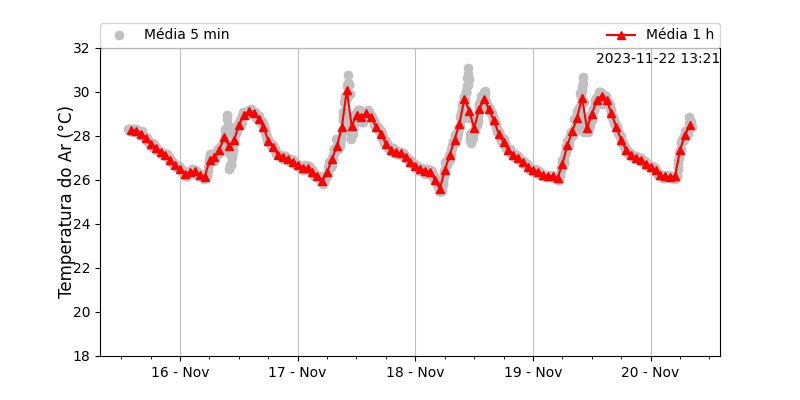 Média 5 min
Média 1 h
2023-11-22 13:21
Temperatura do Ar (°C)
32
30
28
26
24
22
20
18
16 - Nov
17 - Nov
18 - Nov
19 - Nov
20 - Nov